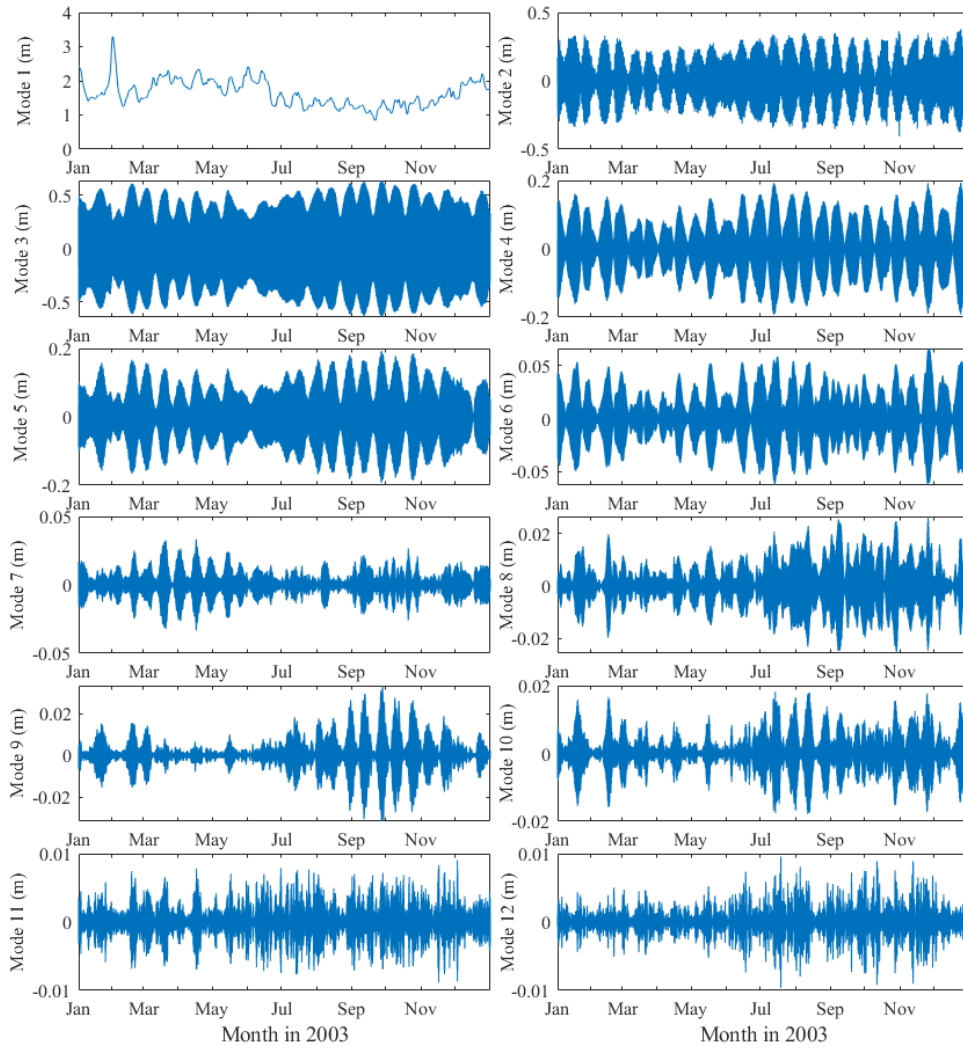 4
3
2
1
0
Mode 1 (m)
Jan Mar May Jul Sep Nov
0.5
0
-0.5
Mode 2 (m)
Jan Mar May Jul Sep Nov
0.5
0
-0.5
Mode 3 (m)
Jan Mar May Jul Sep Nov
0.2
0
-0.2
Mode 4 (m)
Jan Mar May Jul Sep Nov
0.2
0
-0.2
Mode 5 (m)
Jan Mar May Jul Sep Nov
0.05
0
-0.05
Mode 6 (m)
Jan Mar May Jul Sep Nov
0.05
0
-0.05
Mode 7 (m)
Jan Mar May Jul Sep Nov
0.02
0
-0.02
Mode 8 (m)
Jan Mar May Jul Sep Nov
0.02
0
-0.02
Mode 9 (m)
Jan Mar May Jul Sep Nov
0.02
0
-0.02
Mode 10 (m)
Jan Mar May Jul Sep Nov
0.01
0
-0.01
Mode 11 (m)
Jan Mar May Jul Sep Nov
Month in 2003
0.01
0
-0.01
Mode 12 (m)
Jan Mar May Jul Sep Nov
Month in 2003